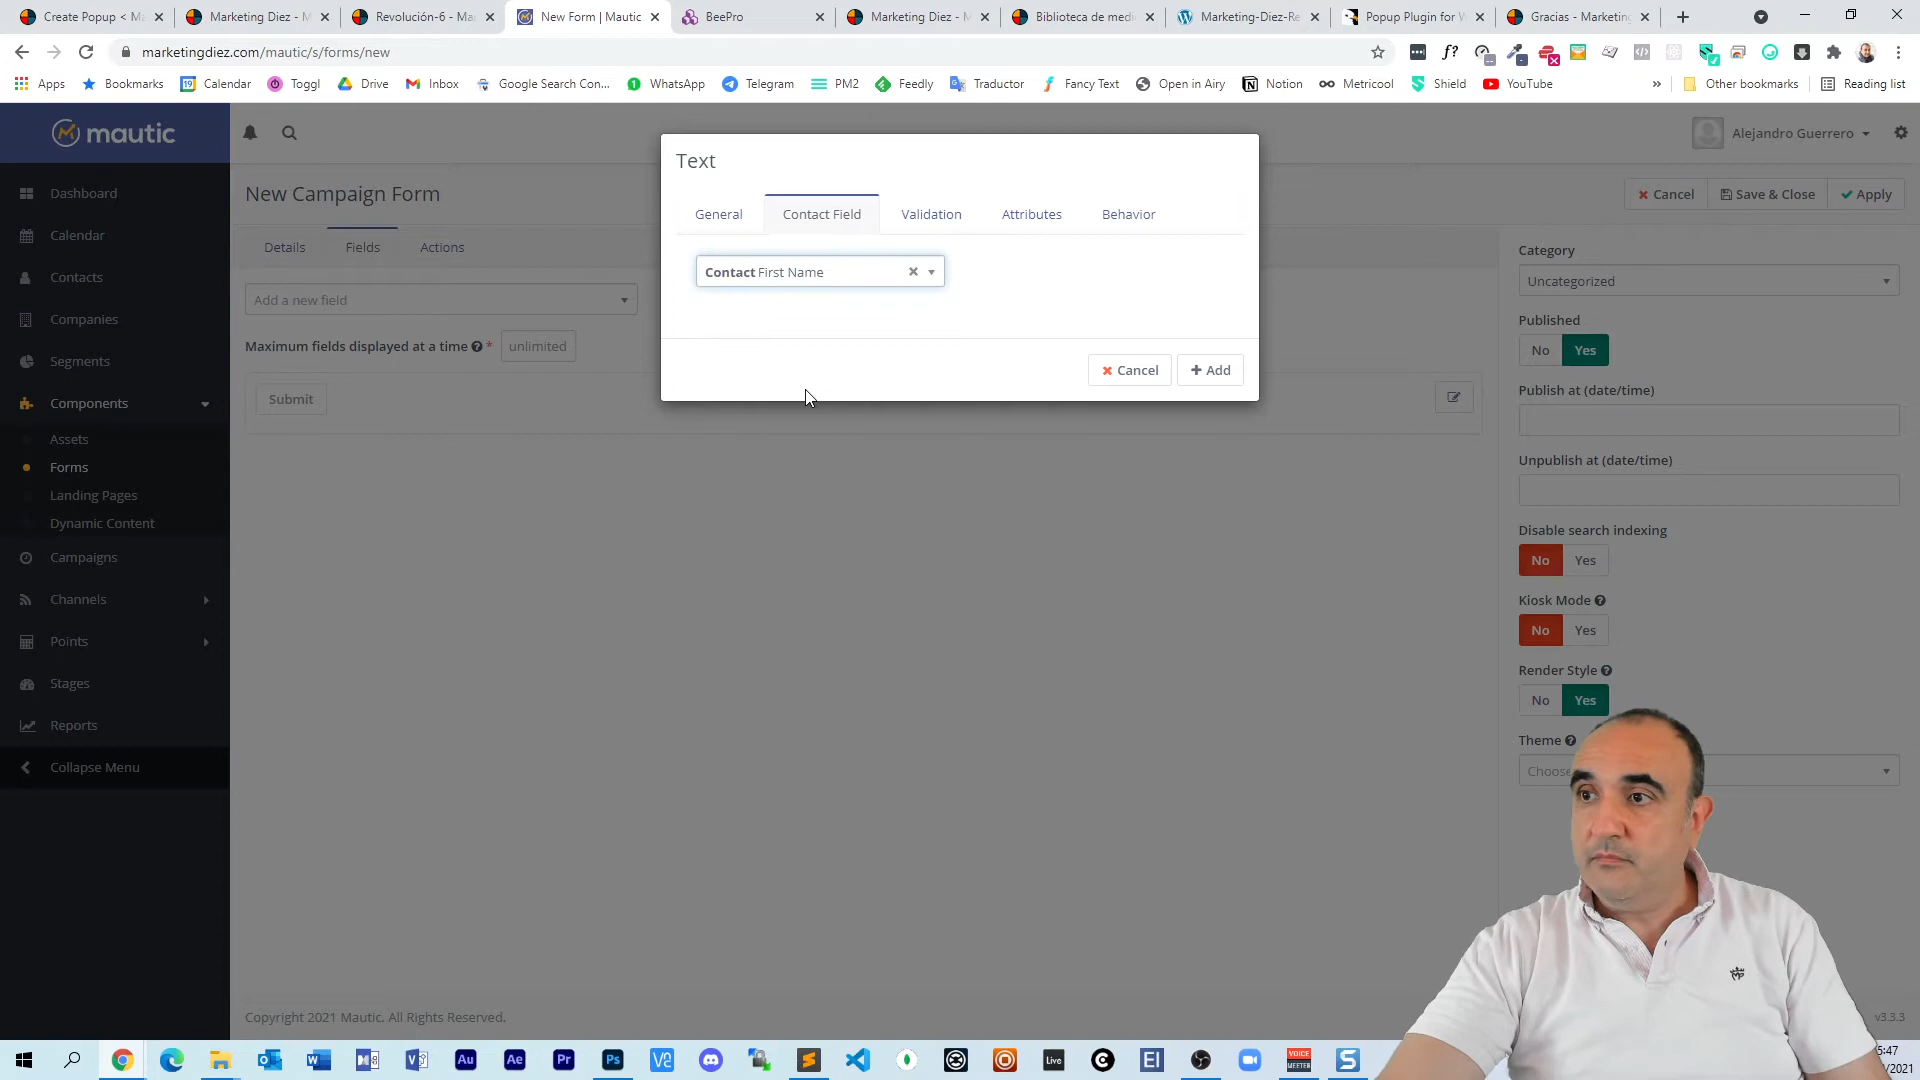 Create Popup < Ma
Marketing Diez - M
Revolución-6 - Ma
New Form | Mautic
BeePro
Marketing Diez - M
Biblioteca de medi
Marketing-Diez-Re
Popup Plugin for W
Gracias - Marketing
marketingdiez.com/mautic/s/forms/new
Apps Bookmarks Calendar Toggl Drive Inbox Google Search Con... WhatsApp Telegram PM2 Feedly Traductor Fancy Text Open in Airy Notion Metricool Shield YouTube » Other bookmarks Reading list
mautic
Alejandro Guerrero
Dashboard
Calendar
Contacts
Companies
Segments
Components
Assets
Forms
Landing Pages
Dynamic Content
Campaigns
Channels
Points
Stages
Reports
Collapse Menu
New Campaign Form
Cancel Save & Close Apply
Details Fields Actions
Add a new field
Maximum fields displayed at a time * unlimited
Submit
Text
General Contact Field Validation Attributes Behavior
Contact First Name
Cancel Add
Category
Uncategorized
Published
No Yes
Publish at (date/time)
Unpublish at (date/time)
Disable search indexing
No Yes
Kiosk Mode
No Yes
Render Style
No Yes
Theme
Choose
Copyright 2021 Mautic. All Rights Reserved.
v3.3.3
5:47
/2021